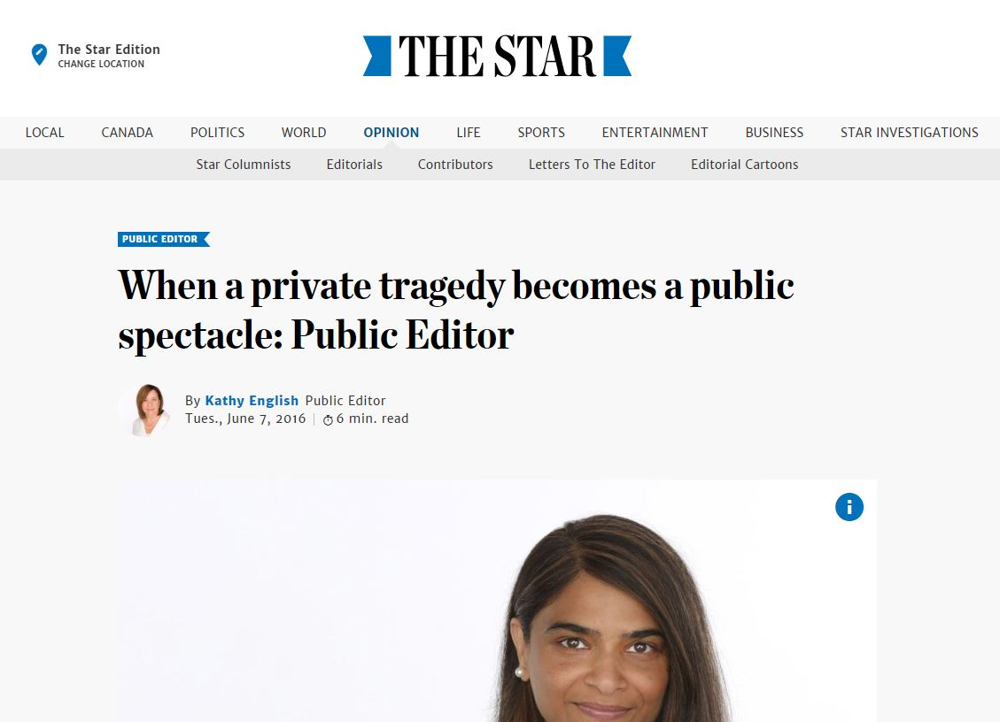 The Star Edition
CHANGE LOCATION
THE STAR
LOCAL CANADA POLITICS WORLD OPINION LIFE SPORTS ENTERTAINMENT BUSINESS STAR INVESTIGATIONS
Star Columnists Editorials Contributors Letters To The Editor Editorial Cartoons
PUBLIC EDITOR
When a private tragedy becomes a public
spectacle: Public Editor
By Kathy English Public Editor
Tues., June 7, 2016 | 6 min. read
i